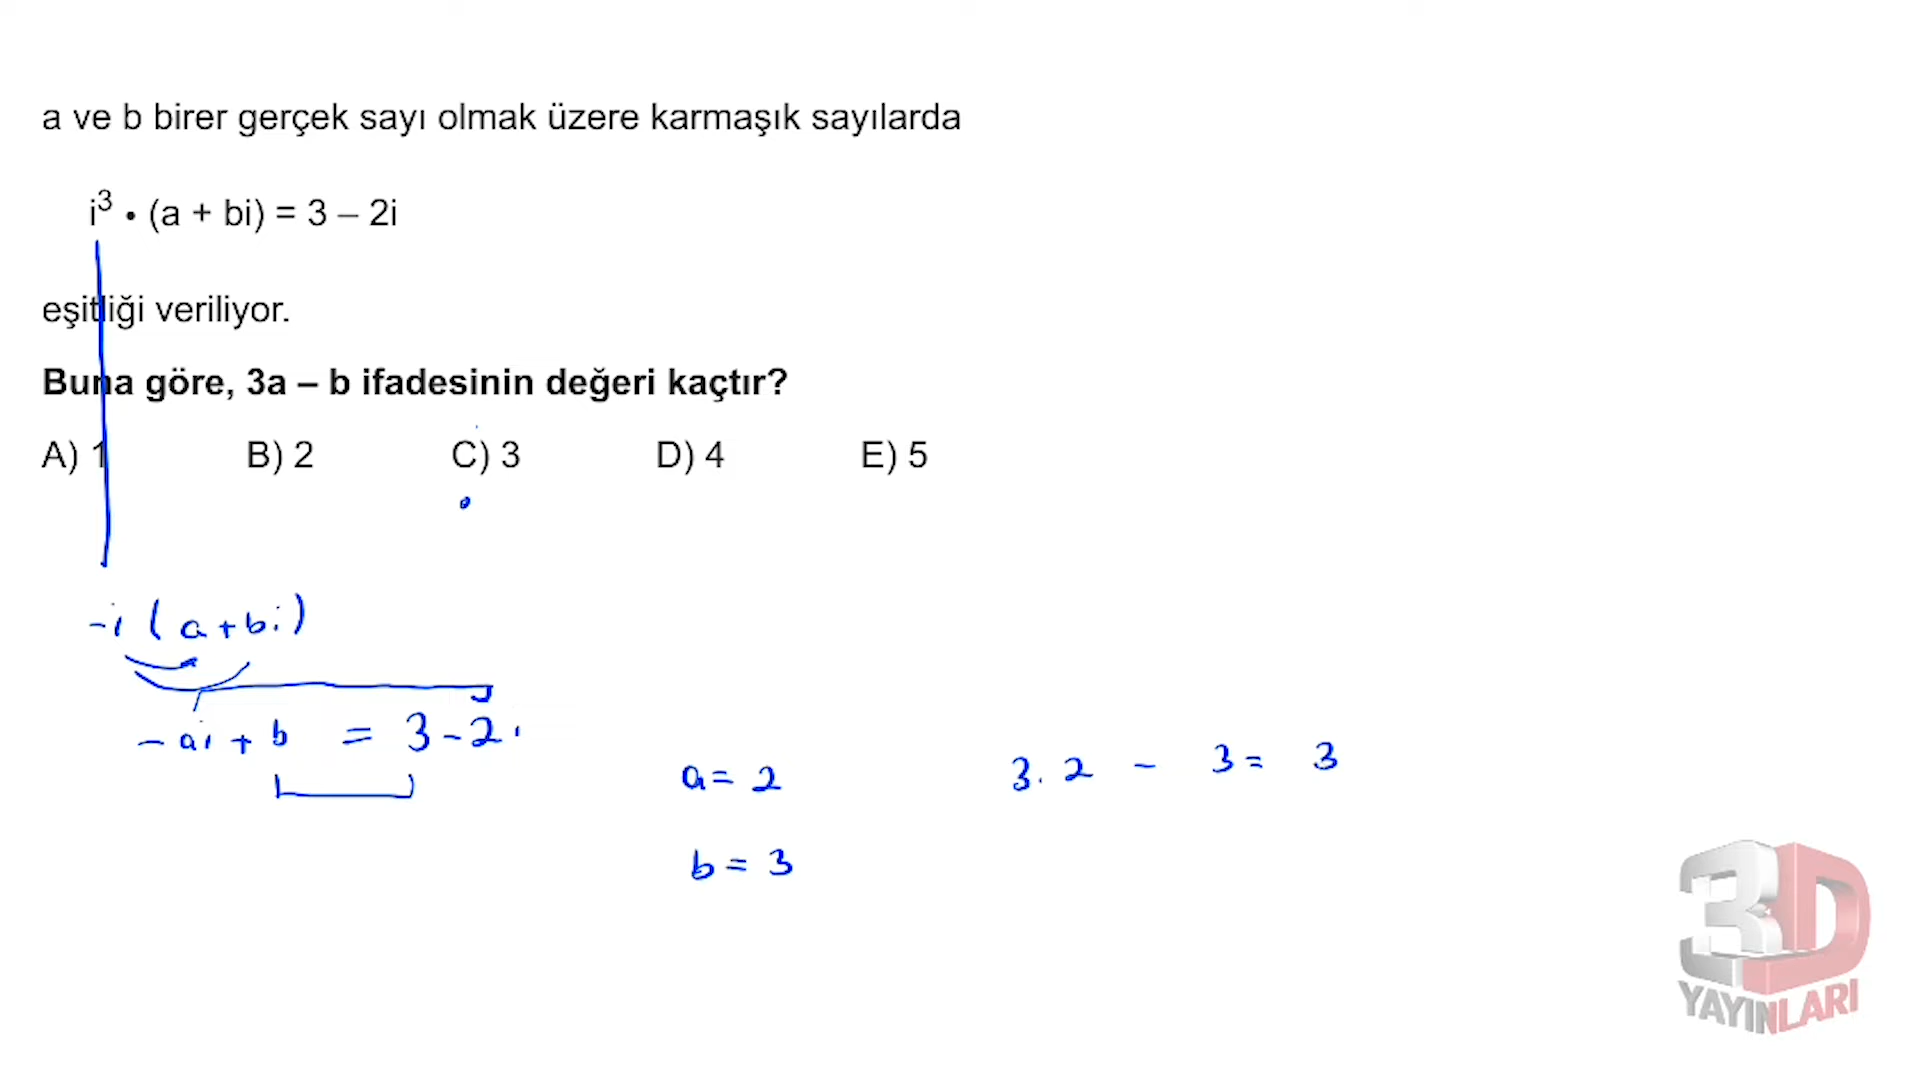 a ve b birer gerçek sayı olmak üzere karmaşık sayılarda
i³ • (a + bi) = 3 – 2i
eşitliği veriliyor.
Buna göre, 3a – b ifadesinin değeri kaçtır?
A) 1 B) 2 C) 3 D) 4 E) 5
-i (a+bi)
-ai + b = 3-2i
a = 2 3.2 - 3 = 3
b = 3
3D
YAYINLARI